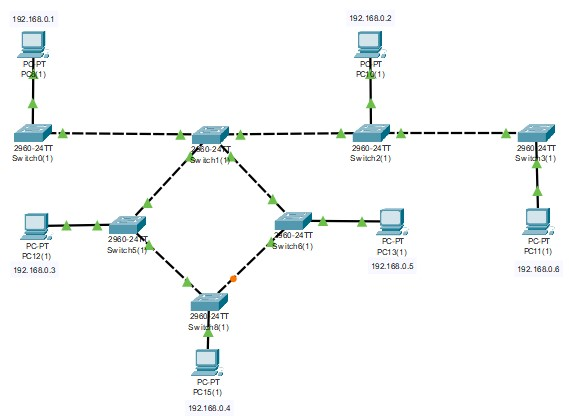 192.168.0.1
192.168.0.2
PC-PT
PC-PT
PC10(1)
2960-24TT
Switch0(1)
2960-24TT
Switch1(1)
2960-24TT
Switch2(1)
2960-24TT
Switch3(1)
PC-PT
PC12(1)
192.168.0.3
2960-24TT
Switch5(1)
2960-24TT
Switch6(1)
PC-PT
PC13(1)
192.168.0.5
PC-PT
PC11(1)
192.168.0.6
2960-24TT
Switch8(1)
PC-PT
PC15(1)
192.168.0.4